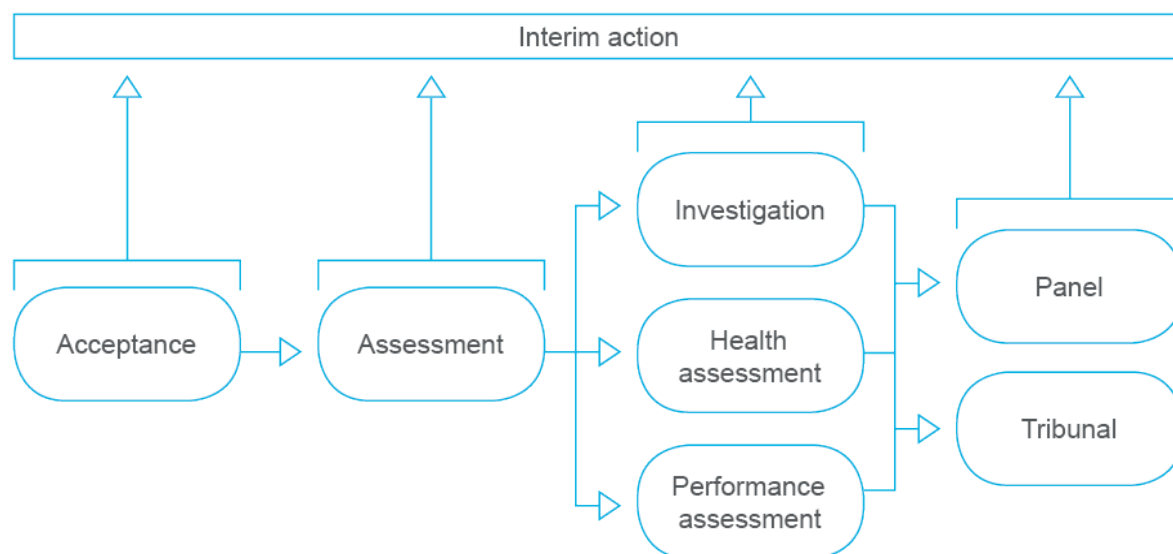 Interim action
Acceptance
Assessment
Investigation
Health
assessment
Performance
assessment
Panel
Tribunal